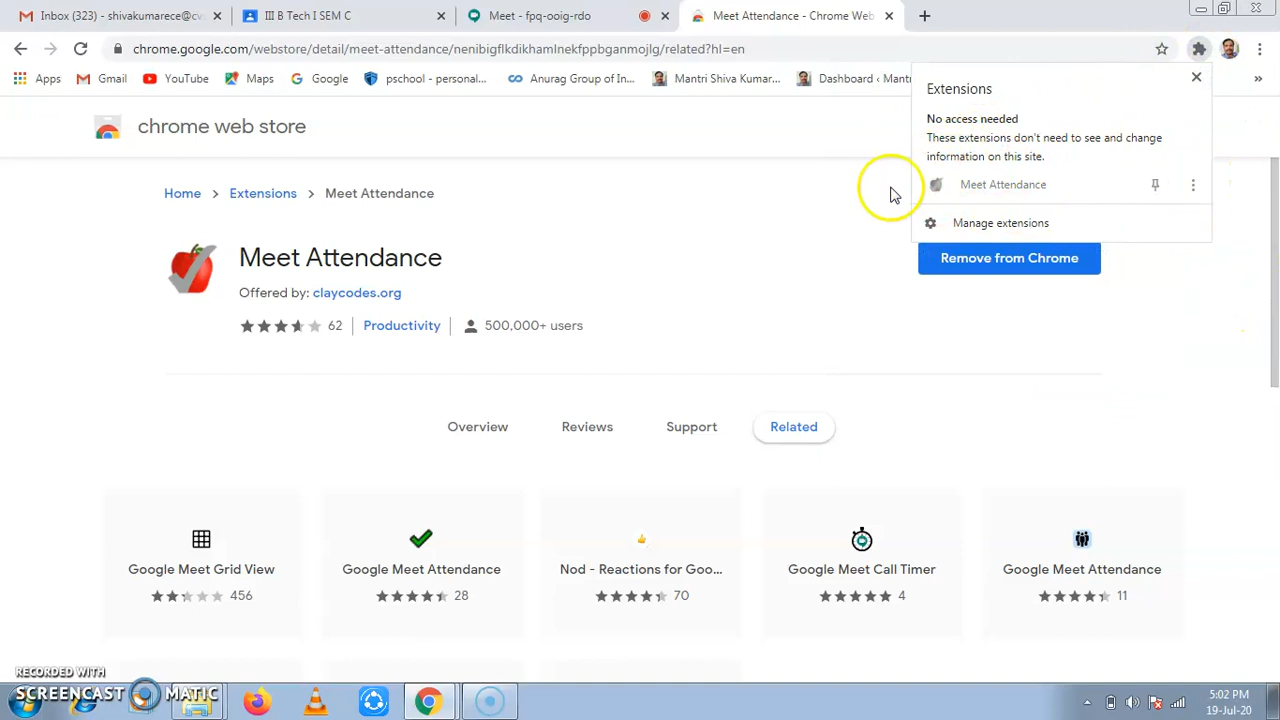 Inbox (323) - shivakumarece@cv
III B Tech I SEM C
Meet - fpq-ooig-rdo
Meet Attendance - Chrome Web
chrome.google.com/webstore/detail/meet-attendance/nenibigflkdikhamlnekfppbganmojlg/related?hl=en
Apps
Gmail
YouTube
Maps
Google
pschool - personal...
Anurag Group of In...
Mantri Shiva Kumar...
Dashboard ‹ Mantri
»
Extensions
No access needed
These extensions don't need to see and change
information on this site.
Meet Attendance
Manage extensions
chrome web store
Home > Extensions > Meet Attendance
Meet Attendance
Remove from Chrome
Offered by: claycodes.org
62
Productivity
500,000+ users
Overview
Reviews
Support
Related
Google Meet Grid View
456
Google Meet Attendance
28
Nod - Reactions for Goo...
70
Google Meet Call Timer
4
Google Meet Attendance
11
RECORDED WITH
SCREENCAST MATIC
5:02 PM
19-Jul-20